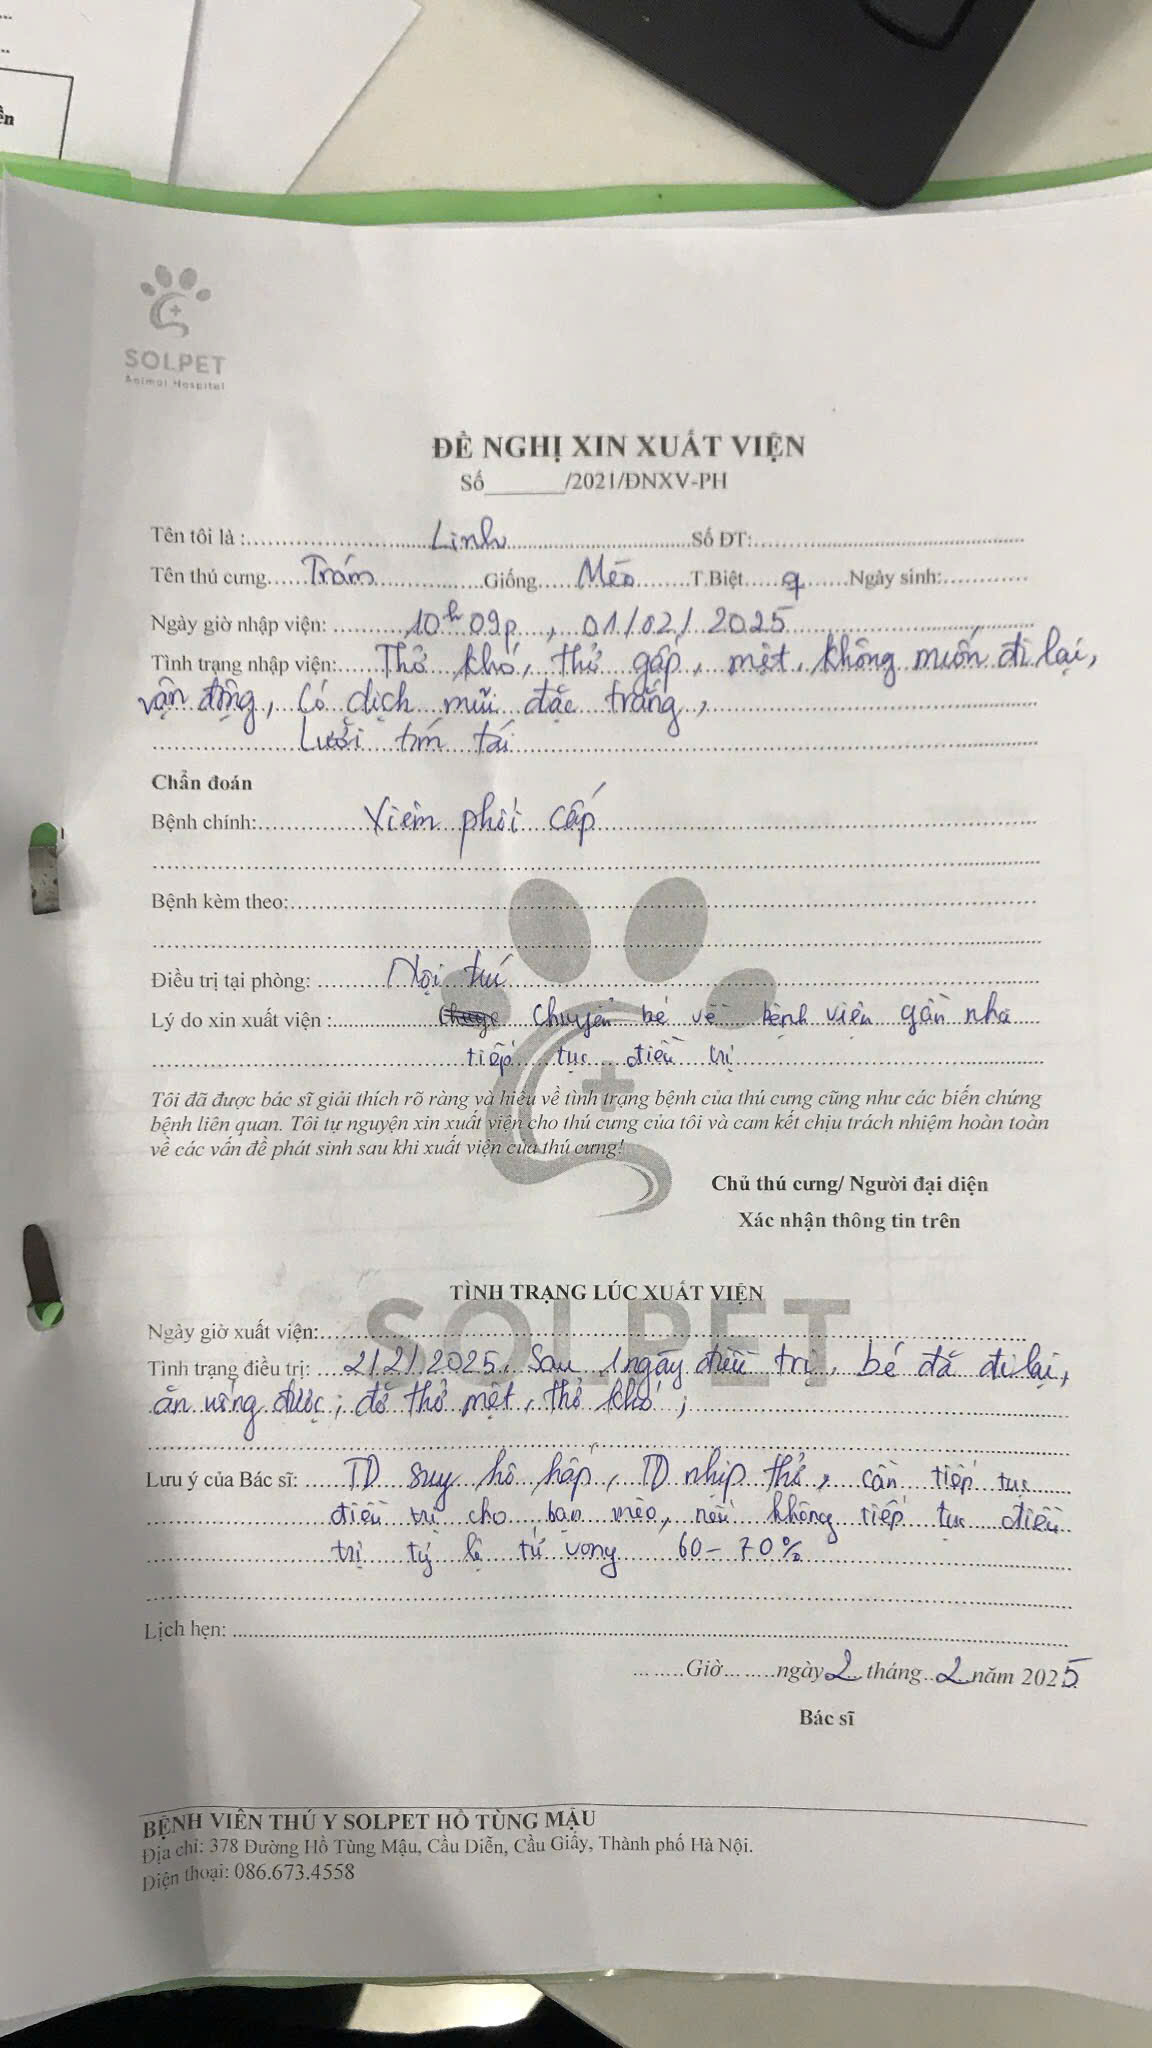 ền
SOLPET
Animal Hospital
ĐỀ NGHỊ XIN XUẤT VIỆN
Số_______/2021/ĐNXV-PH
Tên tôi là :..........Linh..........Số ĐT:..........
Tên thú cưng.....Trám..........Giống.....Mèo.....T.Biệt.....♀.....Ngày sinh:..........
Ngày giờ nhập viện: ..........10h09p, 01/02/2025..........
Tình trạng nhập viện:.....Thở khó, thở gấp, mệt, không muốn đi lại,
vận động, có dịch mũi đặc trắng,
Lưỡi tím tái
Chẩn đoán
Bệnh chính:..........Viêm phổi cấp..........
Bệnh kèm theo:..........
Điều trị tại phòng: ..........Nội trú..........
Lý do xin xuất viện :.......... Chuyển bé về bệnh viện gần nhà
tiếp tục điều trị
Tôi đã được bác sĩ giải thích rõ ràng và hiểu về tình trạng bệnh của thú cưng cũng như các biến chứng
bệnh liên quan. Tôi tự nguyện xin xuất viện cho thú cưng của tôi và cam kết chịu trách nhiệm hoàn toàn
về các vấn đề phát sinh sau khi xuất viện của thú cưng!
Chủ thú cưng/ Người đại diện
Xác nhận thông tin trên
TÌNH TRẠNG LÚC XUẤT VIỆN
SOLPET
Ngày giờ xuất viện:..........
Tình trạng điều trị: 2/2/2025. Sau 1 ngày điều trị, bé đã đi lại,
ăn uống được; đỡ thở mệt, thở khó;
Lưu ý của Bác sĩ: TD suy hô hấp, TD nhịp thở, cần tiếp tục
điều trị cho bạn mèo, nếu không tiếp tục điều
trị tỷ lệ tử vong 60-70%
Lịch hẹn: ..........
........Giờ........ngày 2 tháng 2 năm 2025
Bác sĩ
BỆNH VIỆN THÚ Y SOLPET HỒ TÙNG MẬU
Địa chỉ: 378 Đường Hồ Tùng Mậu, Cầu Diễn, Cầu Giấy, Thành phố Hà Nội.
Điện thoại: 086.673.4558